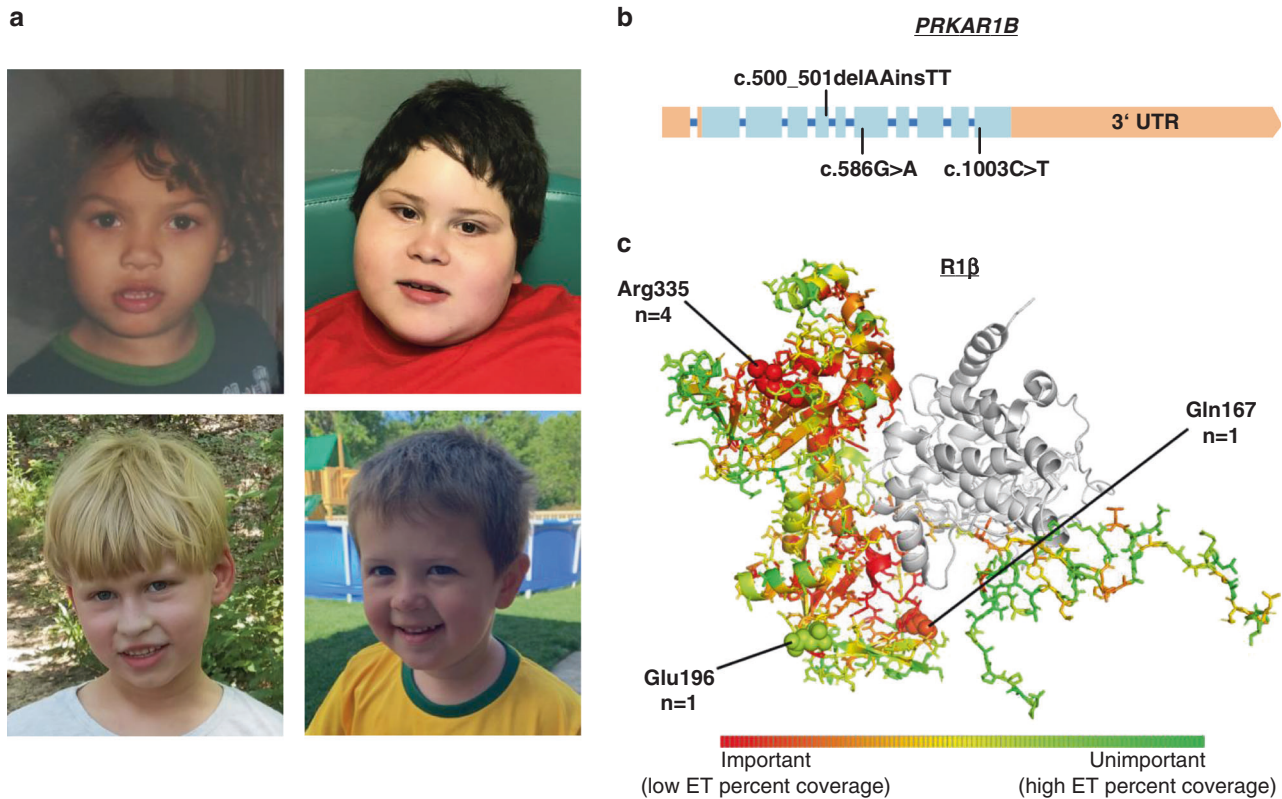 a
b
PRKAR1B
c.500_501delAAinsTT
3‘ UTR
c.586G>A
c.1003C>T
c
R1β
Arg335
n=4
Gln167
n=1
Glu196
n=1
Important
(low ET percent coverage)
Unimportant
(high ET percent coverage)